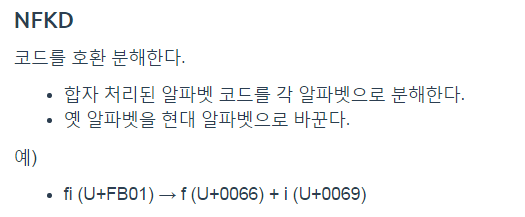 NFKD
코드를 호환 분해한다.
• 합자 처리된 알파벳 코드를 각 알파벳으로 분해한다.
• 옛 알파벳을 현대 알파벳으로 바꾼다.
예)
• ﬁ (U+FB01) → f (U+0066) + i (U+0069)